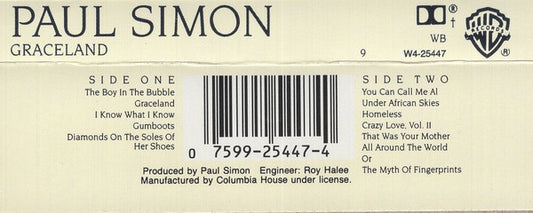 PAUL SIMON
GRACELAND
DOLBY
®
†
WB
9 W4-25447
WB
RECORDS
®
SIDE ONE
The Boy In The Bubble
Graceland
I Know What I Know
Gumboots
Diamonds On The Soles Of
Her Shoes
0 7599-25447-4
SIDE TWO
You Can Call Me Al
Under African Skies
Homeless
Crazy Love, Vol. II
That Was Your Mother
All Around The World
Or
The Myth Of Fingerprints
Produced by Paul Simon Engineer: Roy Halee
Manufactured by Columbia House under license.